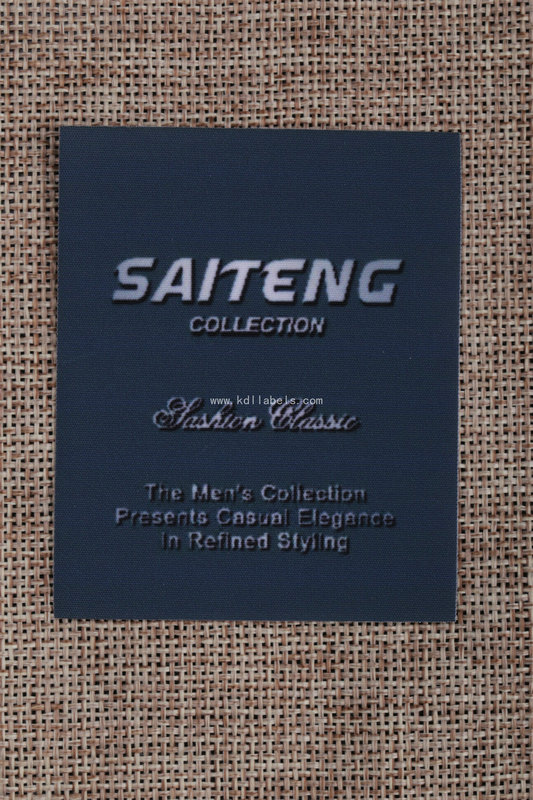 SAITENG
COLLECTION
www.kdllabels.com
Fashion Classic
The Men's Collection
Presents Casual Elegance
In Refined Styling